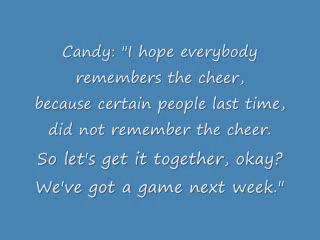 Candy: "I hope everybody
remembers the cheer,
because certain people last time,
did not remember the cheer.
So let's get it together, okay?
We've got a game next week."